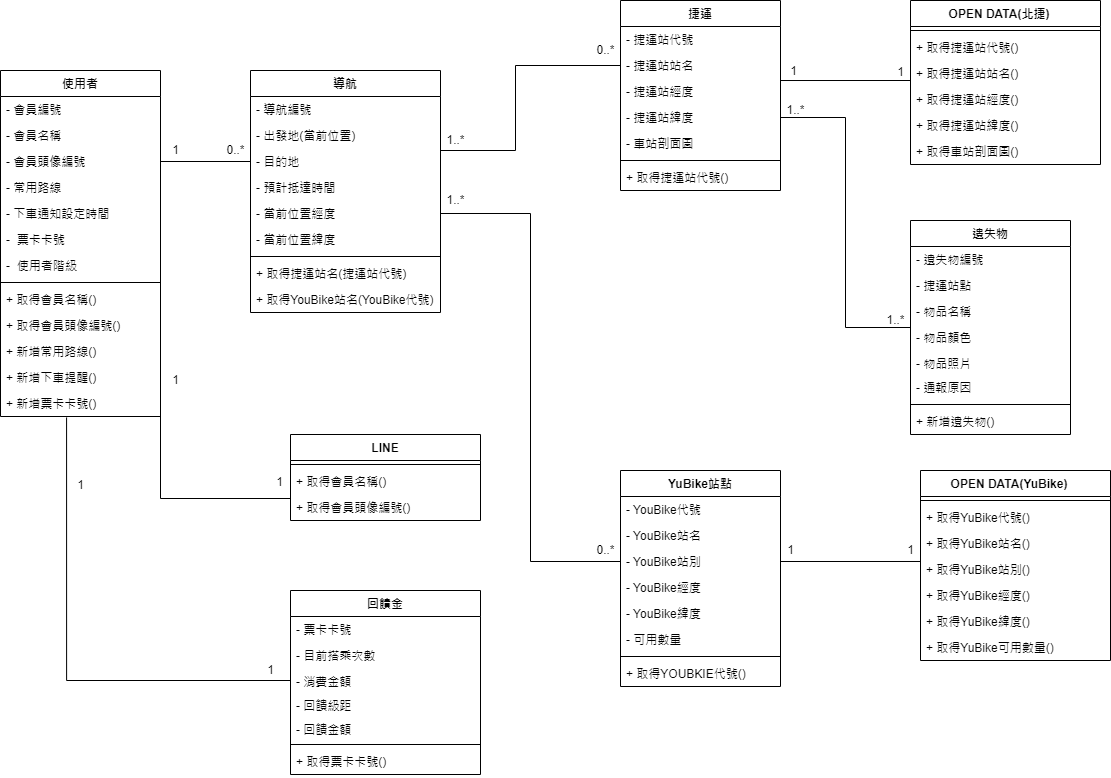 使用者
- 會員編號
- 會員名稱
- 會員頭像編號
- 常用路線
- 下車通知設定時間
- 票卡卡號
- 使用者階級
+ 取得會員名稱()
+ 取得會員頭像編號()
+ 新增常用路線()
+ 新增下車提醒()
+ 新增票卡卡號()
1
0..*
導航
- 導航編號
- 出發地(當前位置)
- 目的地
- 預計抵達時間
- 當前位置經度
- 當前位置緯度
+ 取得捷運站名(捷運站代號)
+ 取得YouBike站名(YouBike代號)
1..*
0..*
1..*
0..*
捷運
- 捷運站代號
- 捷運站站名
- 捷運站經度
- 捷運站緯度
- 車站剖面圖
+ 取得捷運站代號()
1
1
1..*
1..*
OPEN DATA(北捷)
+ 取得捷運站代號()
+ 取得捷運站站名()
+ 取得捷運站經度()
+ 取得捷運站緯度()
+ 取得車站剖面圖()
遺失物
- 遺失物編號
- 捷運站點
- 物品名稱
- 物品顏色
- 物品照片
- 通報原因
+ 新增遺失物()
1
1
LINE
+ 取得會員名稱()
+ 取得會員頭像編號()
1
1
回饋金
- 票卡卡號
- 目前搭乘次數
- 消費金額
- 回饋級距
- 回饋金額
+ 取得票卡卡號()
YuBike站點
- YouBike代號
- YouBike站名
- YouBike站別
- YouBike經度
- YouBike緯度
- 可用數量
+ 取得YOUBKIE代號()
1
1
OPEN DATA(YuBike)
+ 取得YuBike代號()
+ 取得YuBike站名()
+ 取得YuBike站別()
+ 取得YuBike經度()
+ 取得YuBike緯度()
+ 取得YuBike可用數量()